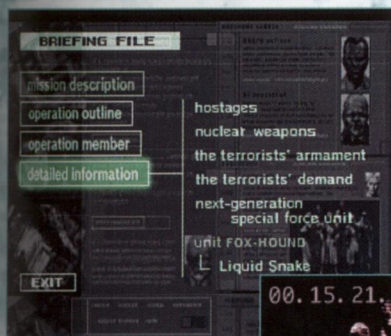 BRIEFING FILE
mission description
operation outline
operation member
detailed information
hostages
nuclear weapons
the terrorists' armament
the terrorists' demand
next-generation
special force unit
unit FOX-HOUND
Liquid Snake
EXIT
00.15.21.